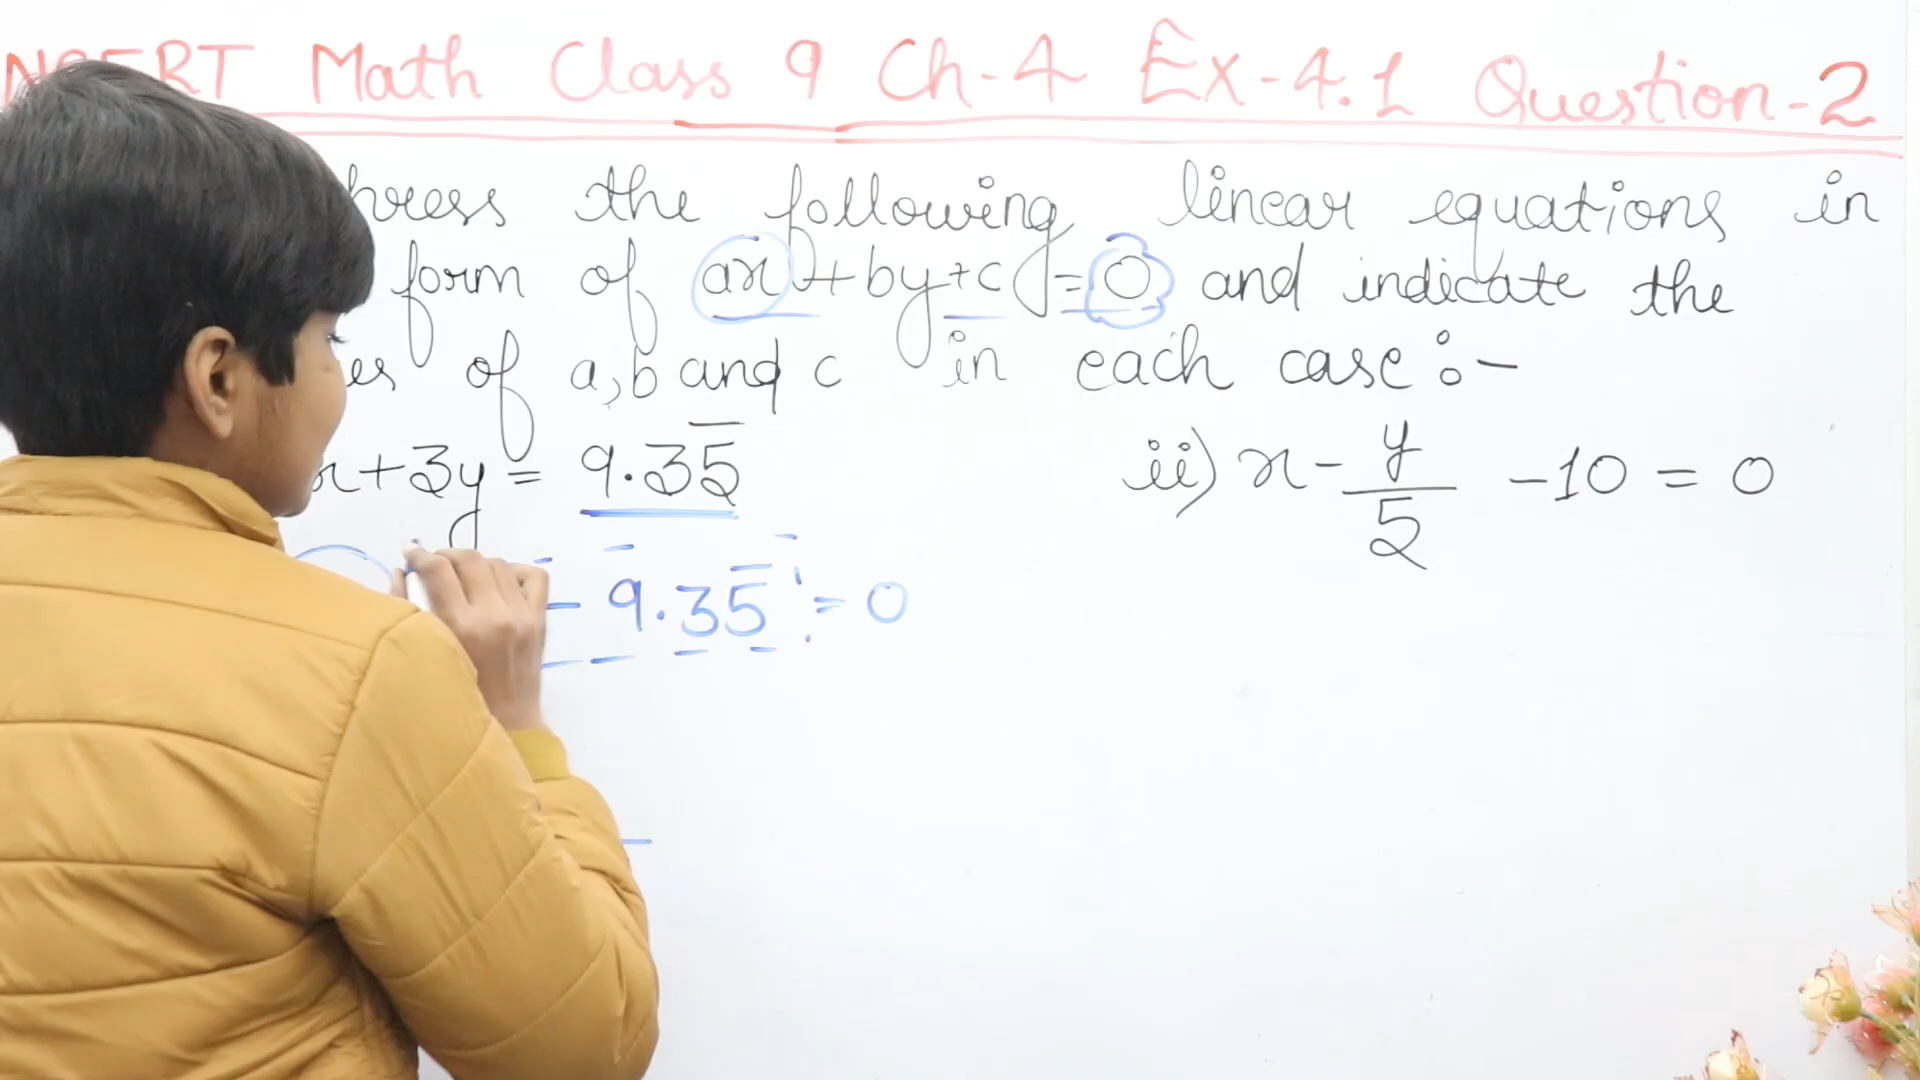 NCERT Math Class 9 Ch-4 Ex-4.1 Question-2
the following linear equations in
form of ax+by+c=0 and indicate the
of a,b and c in each case:-
x+3y = 9.35̅
ii) x - y/5 - 10 = 0
- 9.35̅ = 0